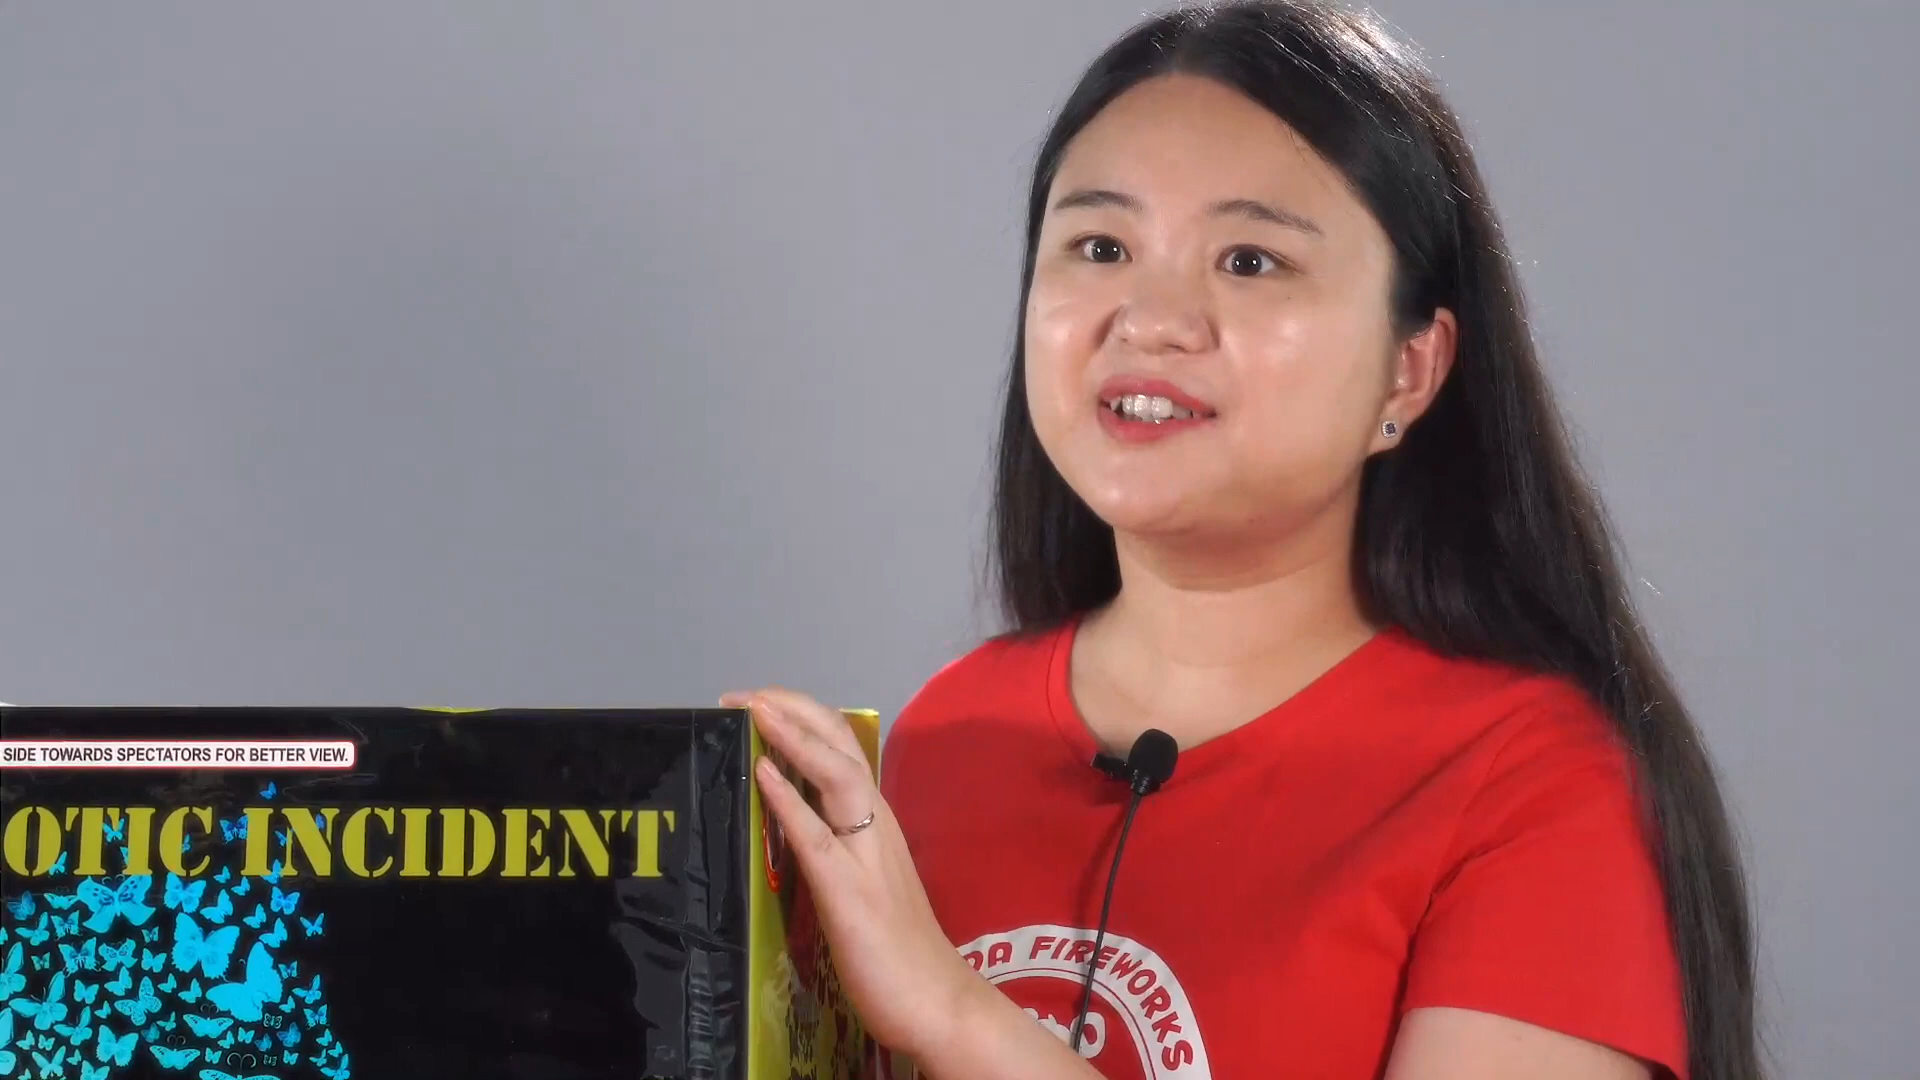 SIDE TOWARDS SPECTATORS FOR BETTER VIEW.
OTIC INCIDENT
DA FIREWORKS